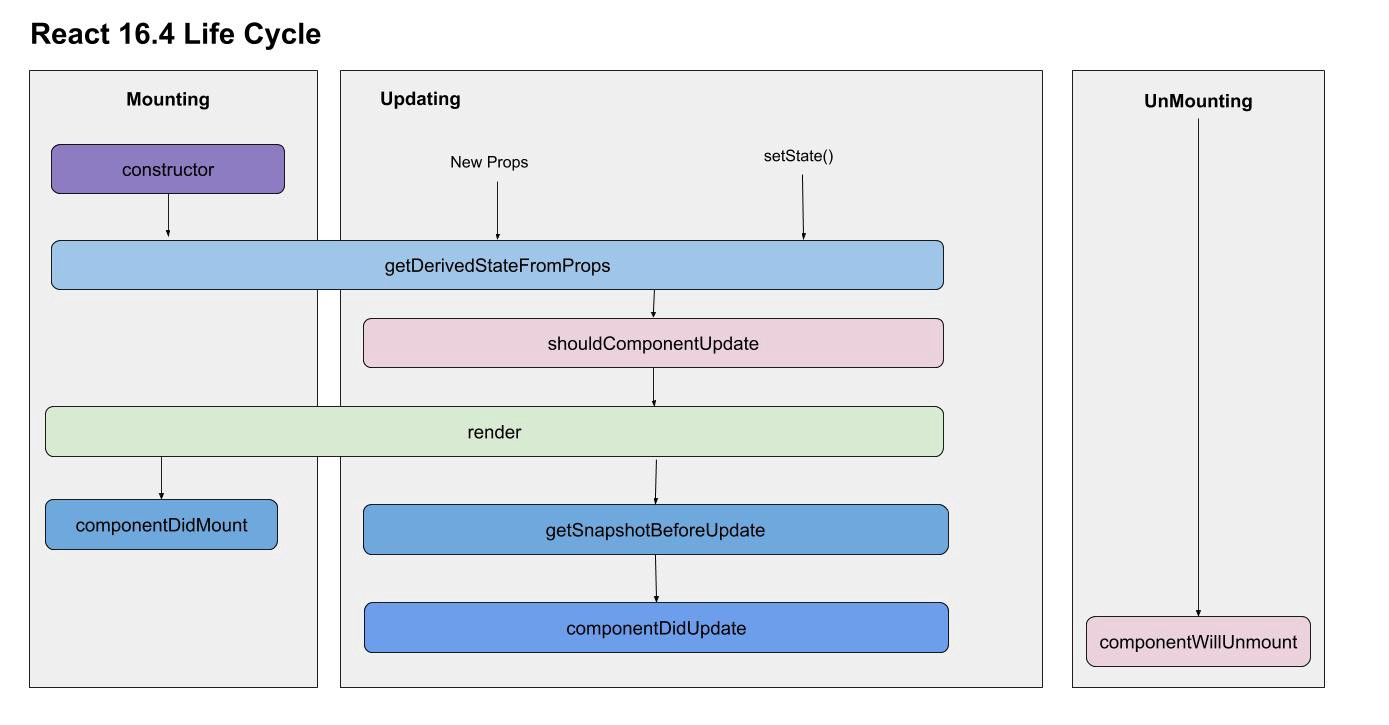 React 16.4 Life Cycle
Mounting
Updating
UnMounting
constructor
New Props
setState()
getDerivedStateFromProps
shouldComponentUpdate
render
componentDidMount
getSnapshotBeforeUpdate
componentDidUpdate
componentWillUnmount